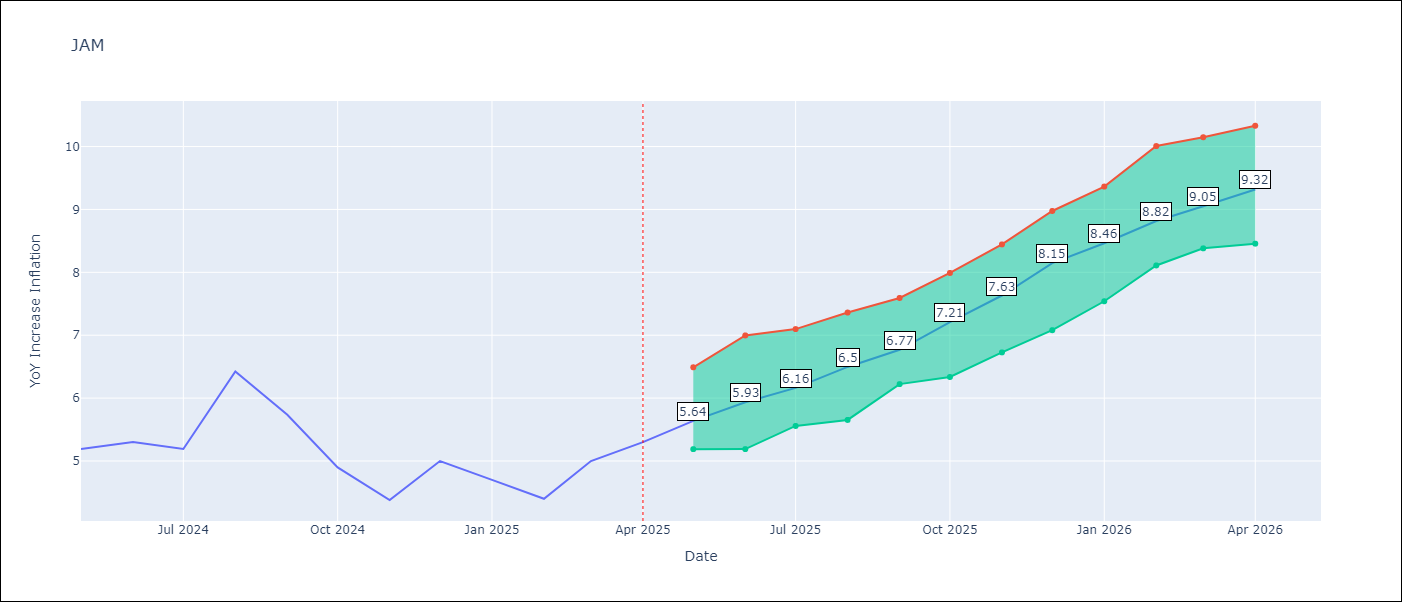 JAM
YoY Increase Inflation
10
9
8
7
6
5
5.64
5.93
6.16
6.5
6.77
7.21
7.63
8.15
8.46
8.82
9.05
9.32
Jul 2024
Oct 2024
Jan 2025
Apr 2025
Jul 2025
Oct 2025
Jan 2026
Apr 2026
Date